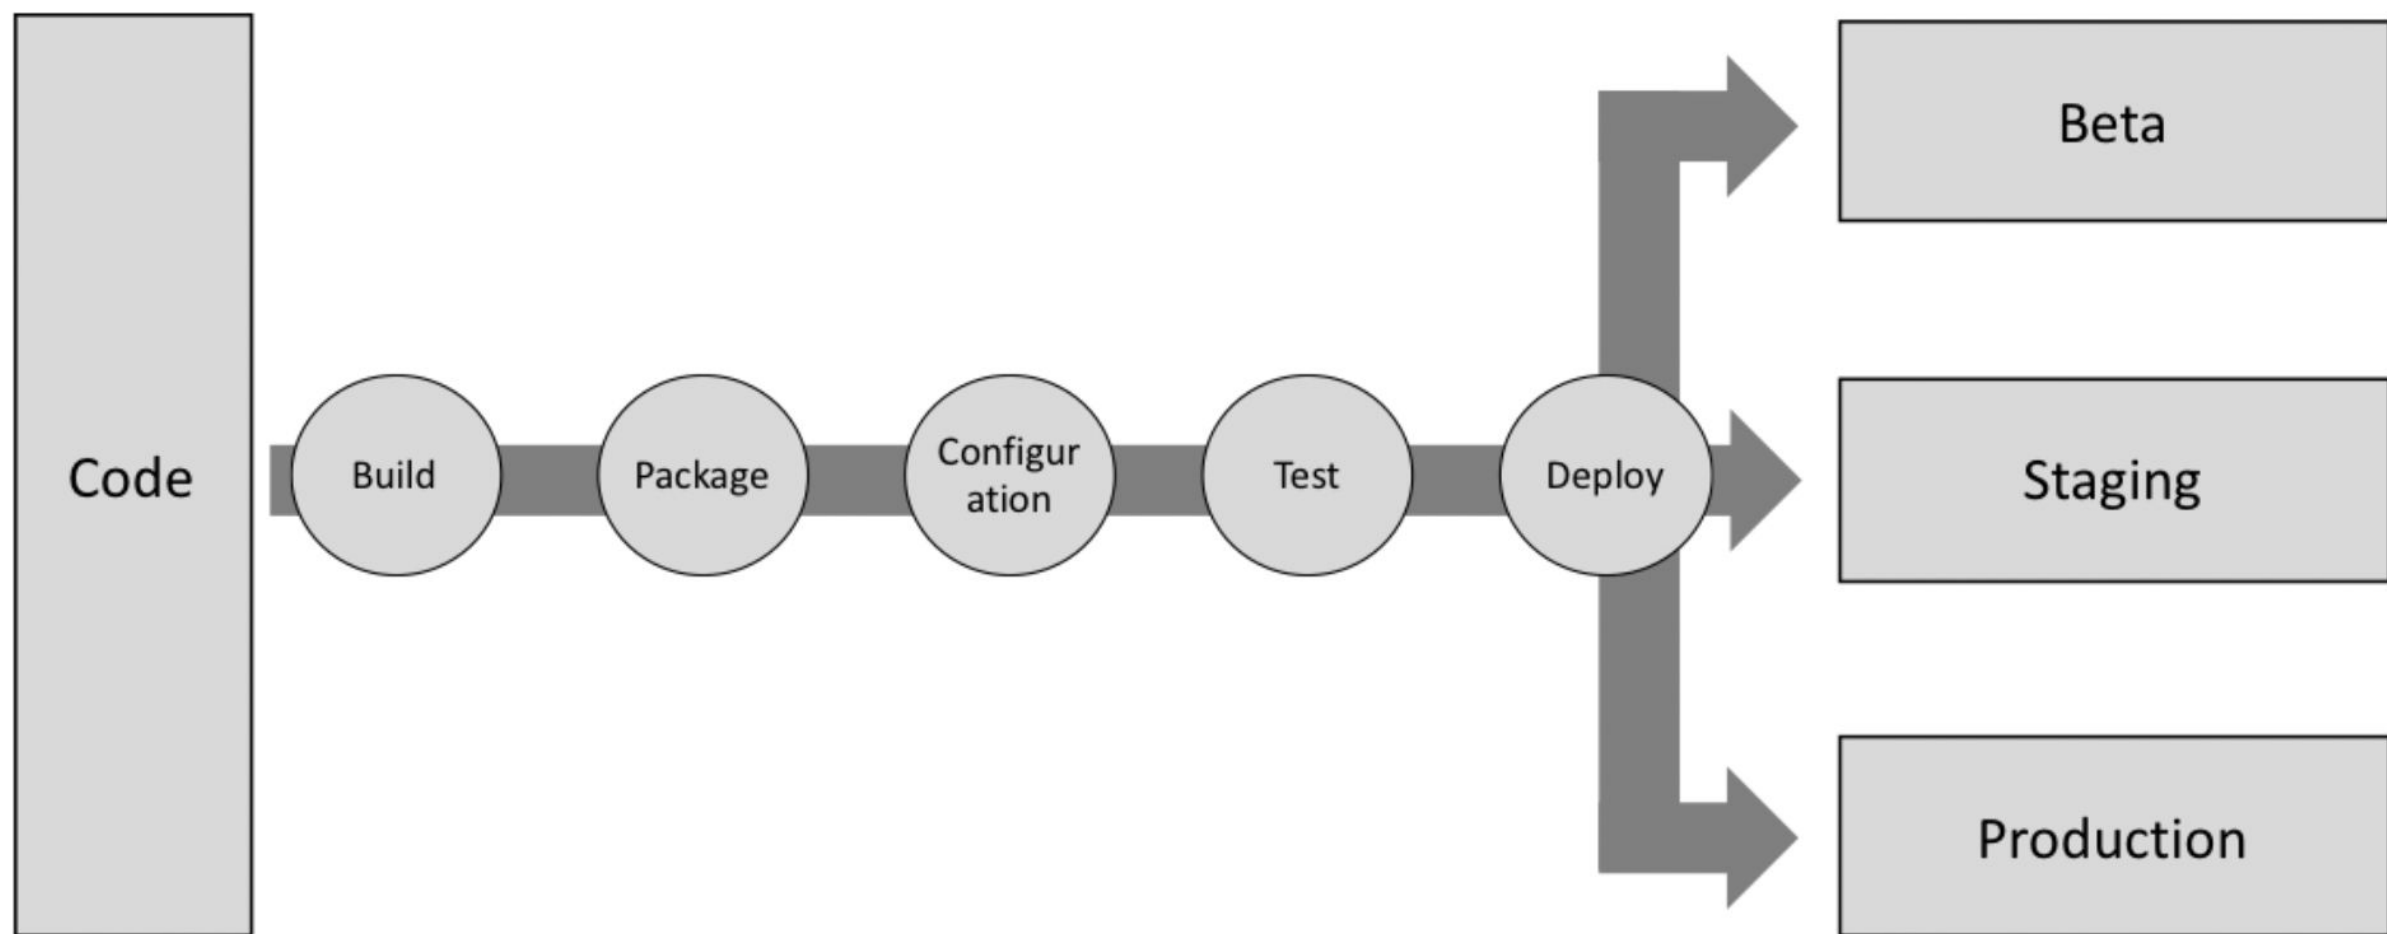 Code
Build
Package
Configur
ation
Test
Deploy
Beta
Staging
Production